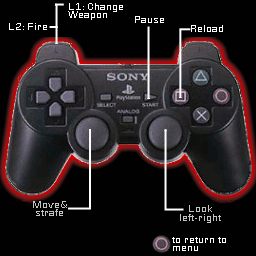 L1: Change
Weapon
L2: Fire
Pause
Reload
SONY
SELECT
PlayStation
START
ANALOG
Move&
strafe
Look
left-right
to return to
menu